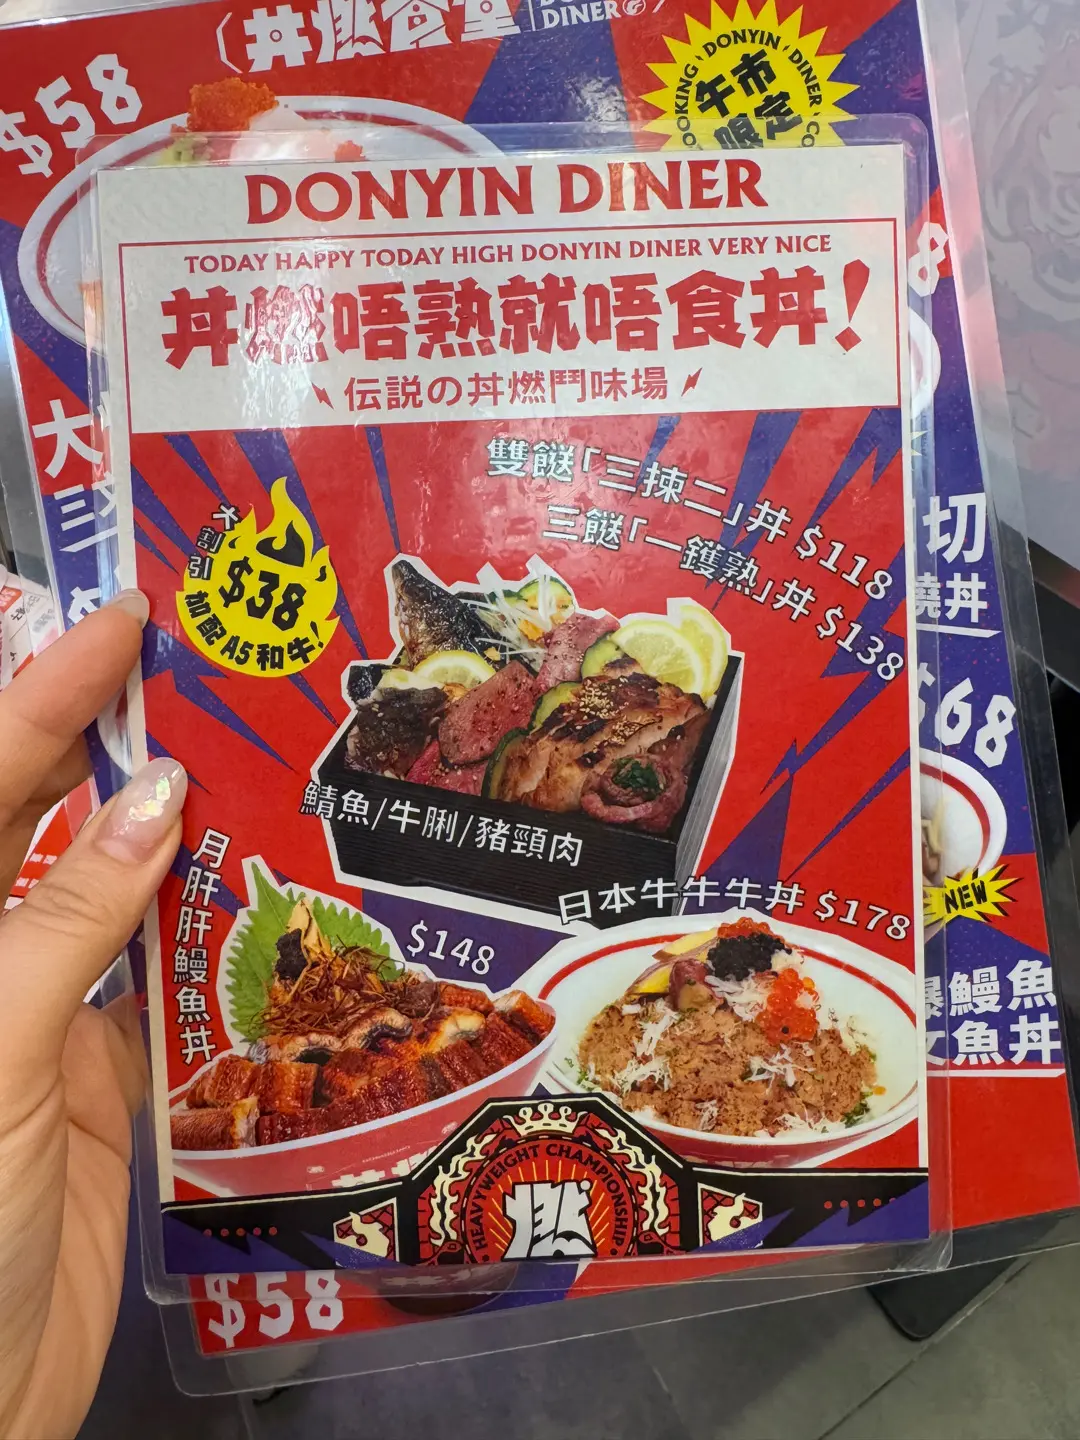 $58
(丼燃食堂
DINER
COOKING DONYIN DINER
午市
限定
DONYIN DINER
TODAY HAPPY TODAY HIGH DONYIN DINER VERY NICE
丼燃唔熟就唔食丼!
伝説の丼燃鬥味場
雙餸「三揀二」丼 $118
三餸「一鑊熟」丼 $138
大割引
$38
加配A5和牛!
鯖魚/牛脷/豬頸肉
月肝肝鰻魚丼
$148
日本牛牛牛丼 $178
HEAVYWEIGHT CHAMPIONSHIP
燃
大
三
8
切
燒丼
$68
NEW
鰻魚
魚丼
$58